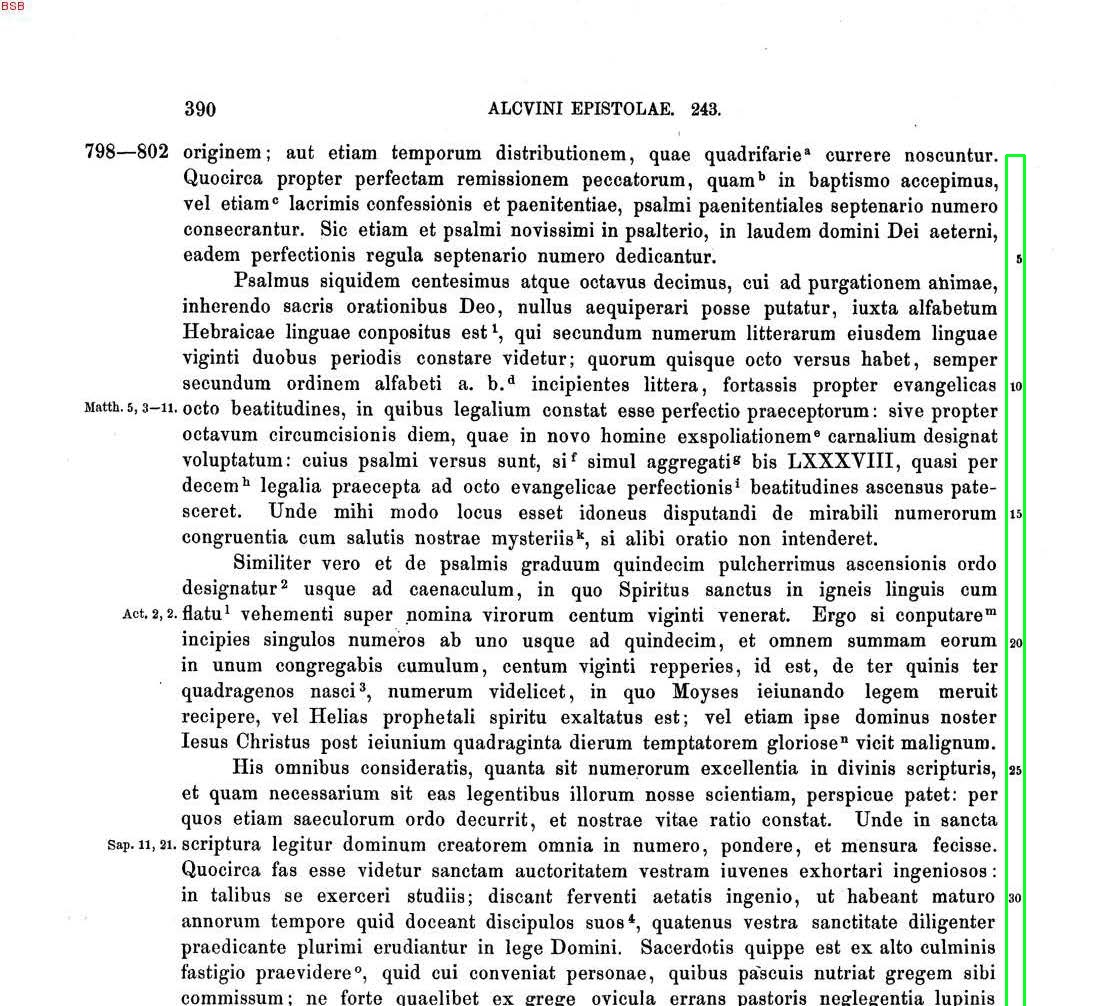 BSB
390 ALCVINI EPISTOLAE. 243.
798—802 originem; aut etiam temporum distributionem, quae quadrifarie a currere noscuntur.
Quocirca propter perfectam remissionem peccatorum, quam b in baptismo accepimus,
vel etiam c lacrimis confessionis et paenitentiae, psalmi paenitentiales septenario numero
consecrantur. Sic etiam et psalmi novissimi in psalterio, in laudem domini Dei aeterni,
eadem perfectionis regula septenario numero dedicantur. 5
Psalmus siquidem centesimus atque octavus decimus, cui ad purgationem animae,
inherendo sacris orationibus Deo, nullus aequiperari posse putatur, iuxta alfabetum
Hebraicae linguae conpositus est 1, qui secundum numerum litterarum eiusdem linguae
viginti duobus periodis constare videtur; quorum quisque octo versus habet, semper
secundum ordinem alfabeti a. b. d incipientes littera, fortassis propter evangelicas 10
Matth. 5, 3—11. octo beatitudines, in quibus legalium constat esse perfectio praeceptorum: sive propter
octavum circumcisionis diem, quae in novo homine exspoliationem e carnalium designat
voluptatum: cuius psalmi versus sunt, si f simul aggregati g bis LXXXVIII, quasi per
decem h legalia praecepta ad octo evangelicae perfectionis i beatitudines ascensus pate-
sceret. Unde mihi modo locus esset idoneus disputandi de mirabili numerorum 15
congruentia cum salutis nostrae mysteriis k, si alibi oratio non intenderet.
Similiter vero et de psalmis graduum quindecim pulcherrimus ascensionis ordo
designatur 2 usque ad caenaculum, in quo Spiritus sanctus in igneis linguis cum
Act. 2, 2. flatu l vehementi super nomina virorum centum viginti venerat. Ergo si conputare m
incipies singulos numeros ab uno usque ad quindecim, et omnem summam eorum 20
in unum congregabis cumulum, centum viginti repperies, id est, de ter quinis ter
quadragenos nasci 3, numerum videlicet, in quo Moyses ieiunando legem meruit
recipere, vel Helias prophetali spiritu exaltatus est; vel etiam ipse dominus noster
Iesus Christus post ieiunium quadraginta dierum temptatorem gloriose n vicit malignum.
His omnibus consideratis, quanta sit numerorum excellentia in divinis scripturis, 25
et quam necessarium sit eas legentibus illorum nosse scientiam, perspicue patet: per
quos etiam saeculorum ordo decurrit, et nostrae vitae ratio constat. Unde in sancta
Sap. 11, 21. scriptura legitur dominum creatorem omnia in numero, pondere, et mensura fecisse.
Quocirca fas esse videtur sanctam auctoritatem vestram iuvenes exhortari ingeniosos:
in talibus se exerceri studiis; discant ferventi aetatis ingenio, ut habeant maturo 30
annorum tempore quid doceant discipulos suos 4, quatenus vestra sanctitate diligenter
praedicante plurimi erudiantur in lege Domini. Sacerdotis quippe est ex alto culminis
fastigio praevidere o, quid cui conveniat personae, quibus pascuis nutriat gregem sibi
commissum; ne forte quaelibet ex grege ovicula errans pastoris neglegentia lupinis